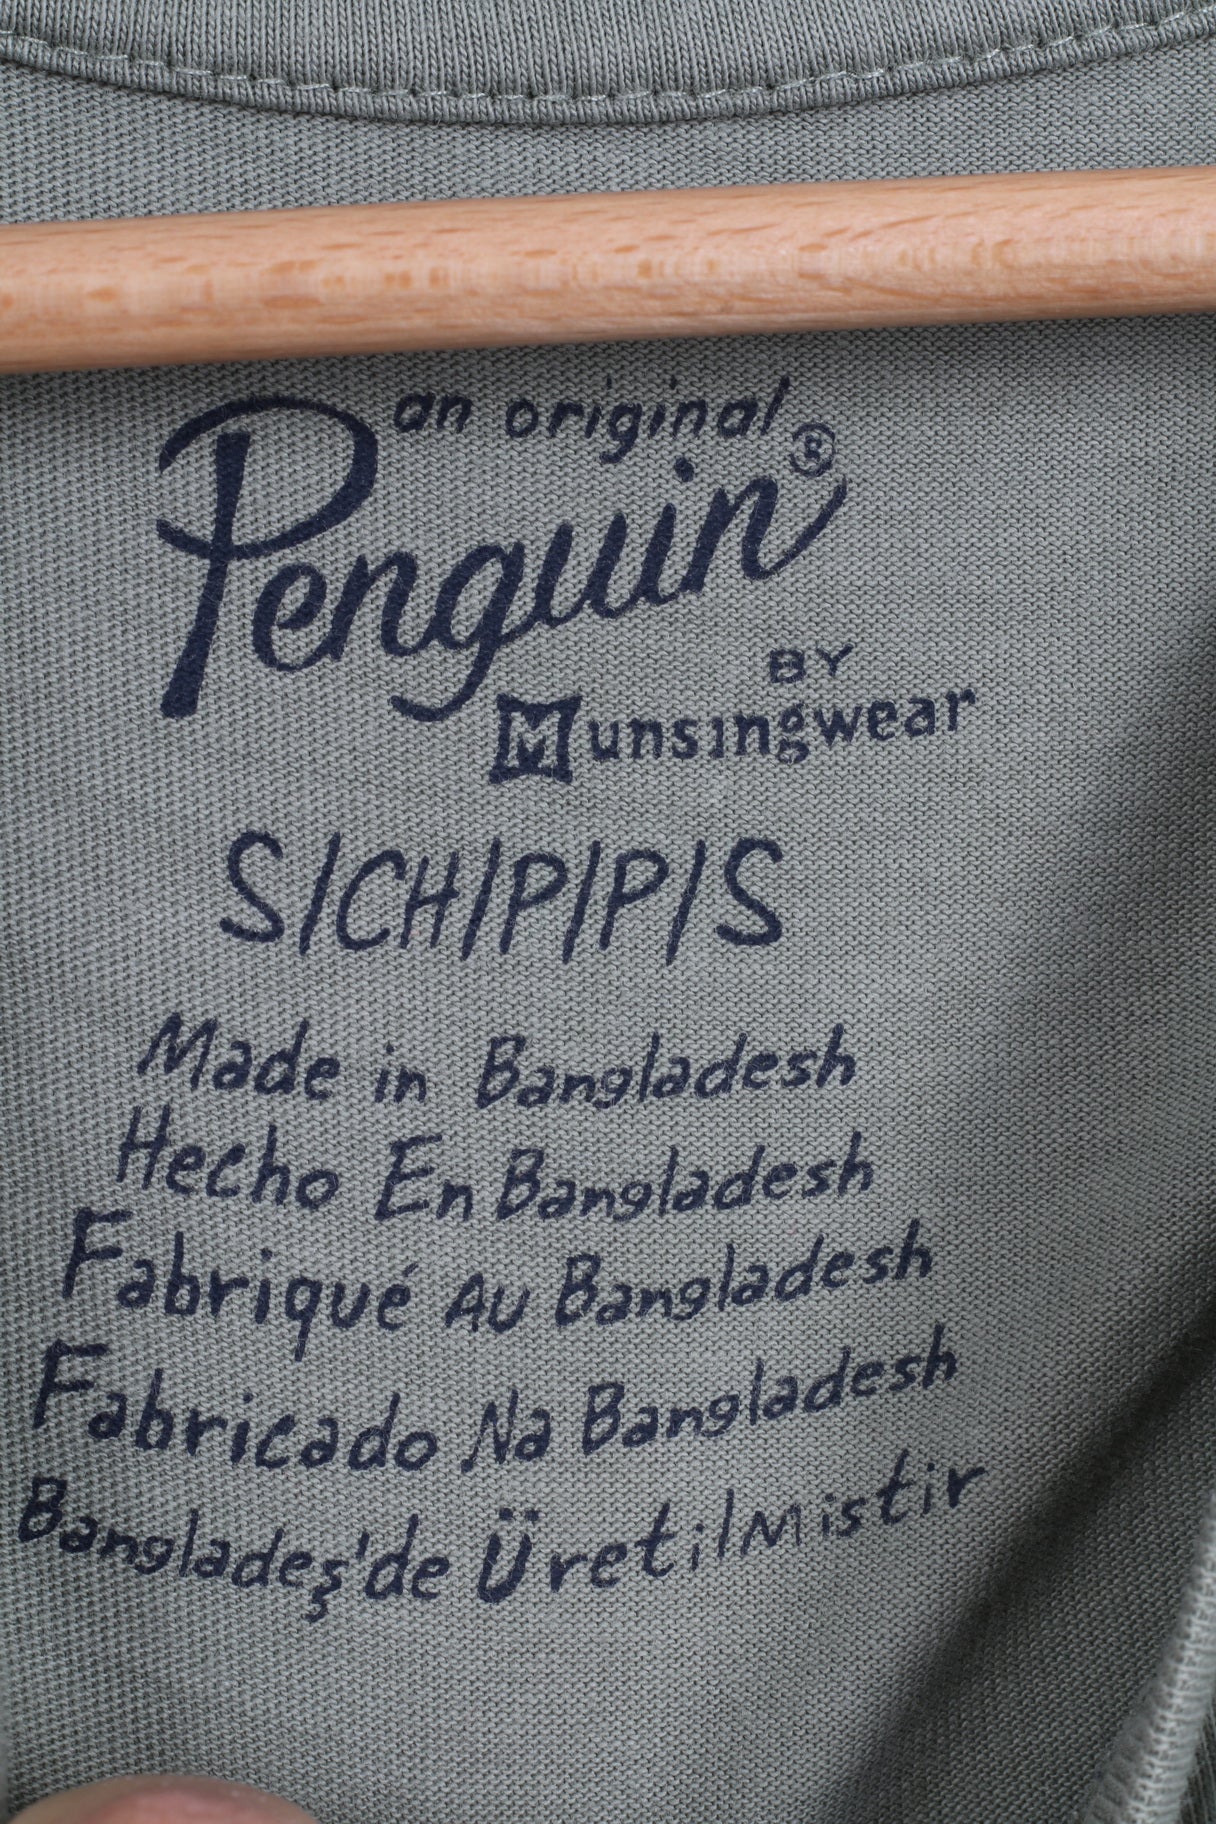 an original
Penguin®
BY
Munsingwear
S/CH/P/P/S
Made in Bangladesh
Hecho En Bangladesh
Fabriqué Au Bangladesh
Fabricado Na Bangladesh
Bangladeş'de Üretilmistir